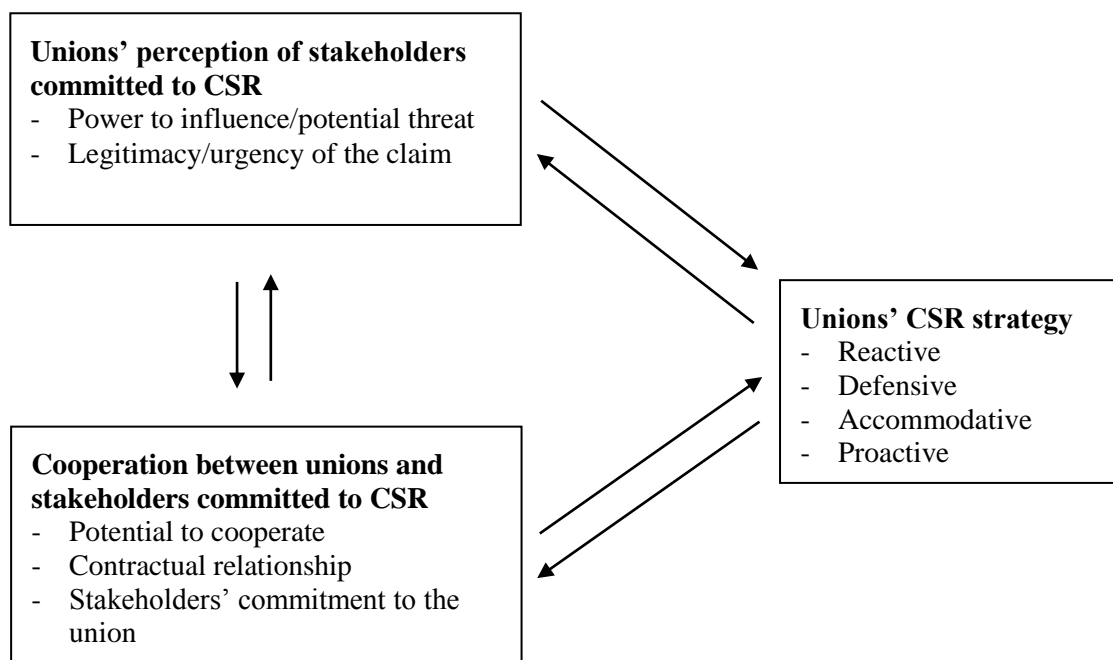 Unions’ perception of stakeholders
committed to CSR
- Power to influence/potential threat
- Legitimacy/urgency of the claim
Unions’ CSR strategy
- Reactive
- Defensive
- Accommodative
- Proactive
Cooperation between unions and
stakeholders committed to CSR
- Potential to cooperate
- Contractual relationship
- Stakeholders’ commitment to the
union